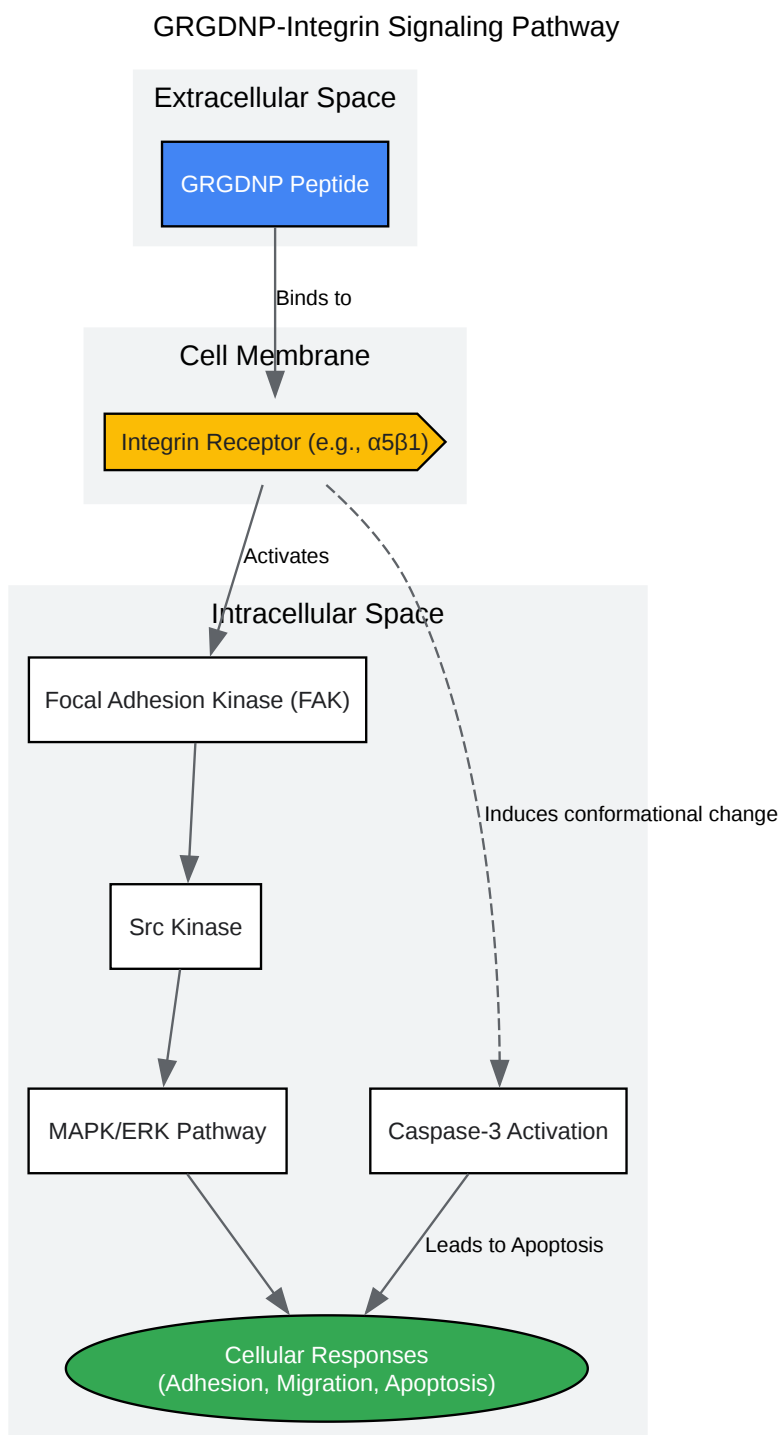 GRGDNP-Integrin Signaling Pathway
Extracellular Space
GRGDNP Peptide
Binds to
Cell Membrane
Integrin Receptor (e.g., α5β1)
Activates
Intracellular Space
Focal Adhesion Kinase (FAK)
Induces conformational change
Src Kinase
MAPK/ERK Pathway
Caspase-3 Activation
Leads to Apoptosis
Cellular Responses
(Adhesion, Migration, Apoptosis)